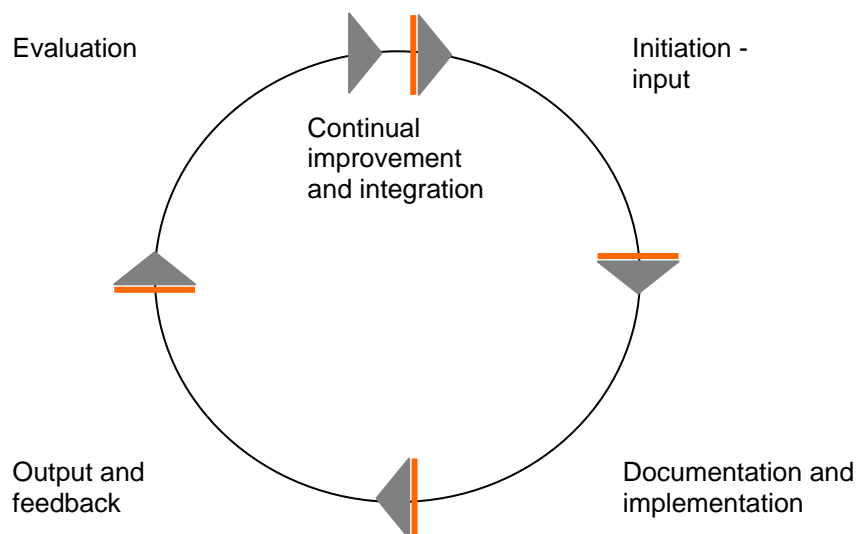 Evaluation
Initiation -
input
Continual
improvement
and integration
Output and
feedback
Documentation and
implementation